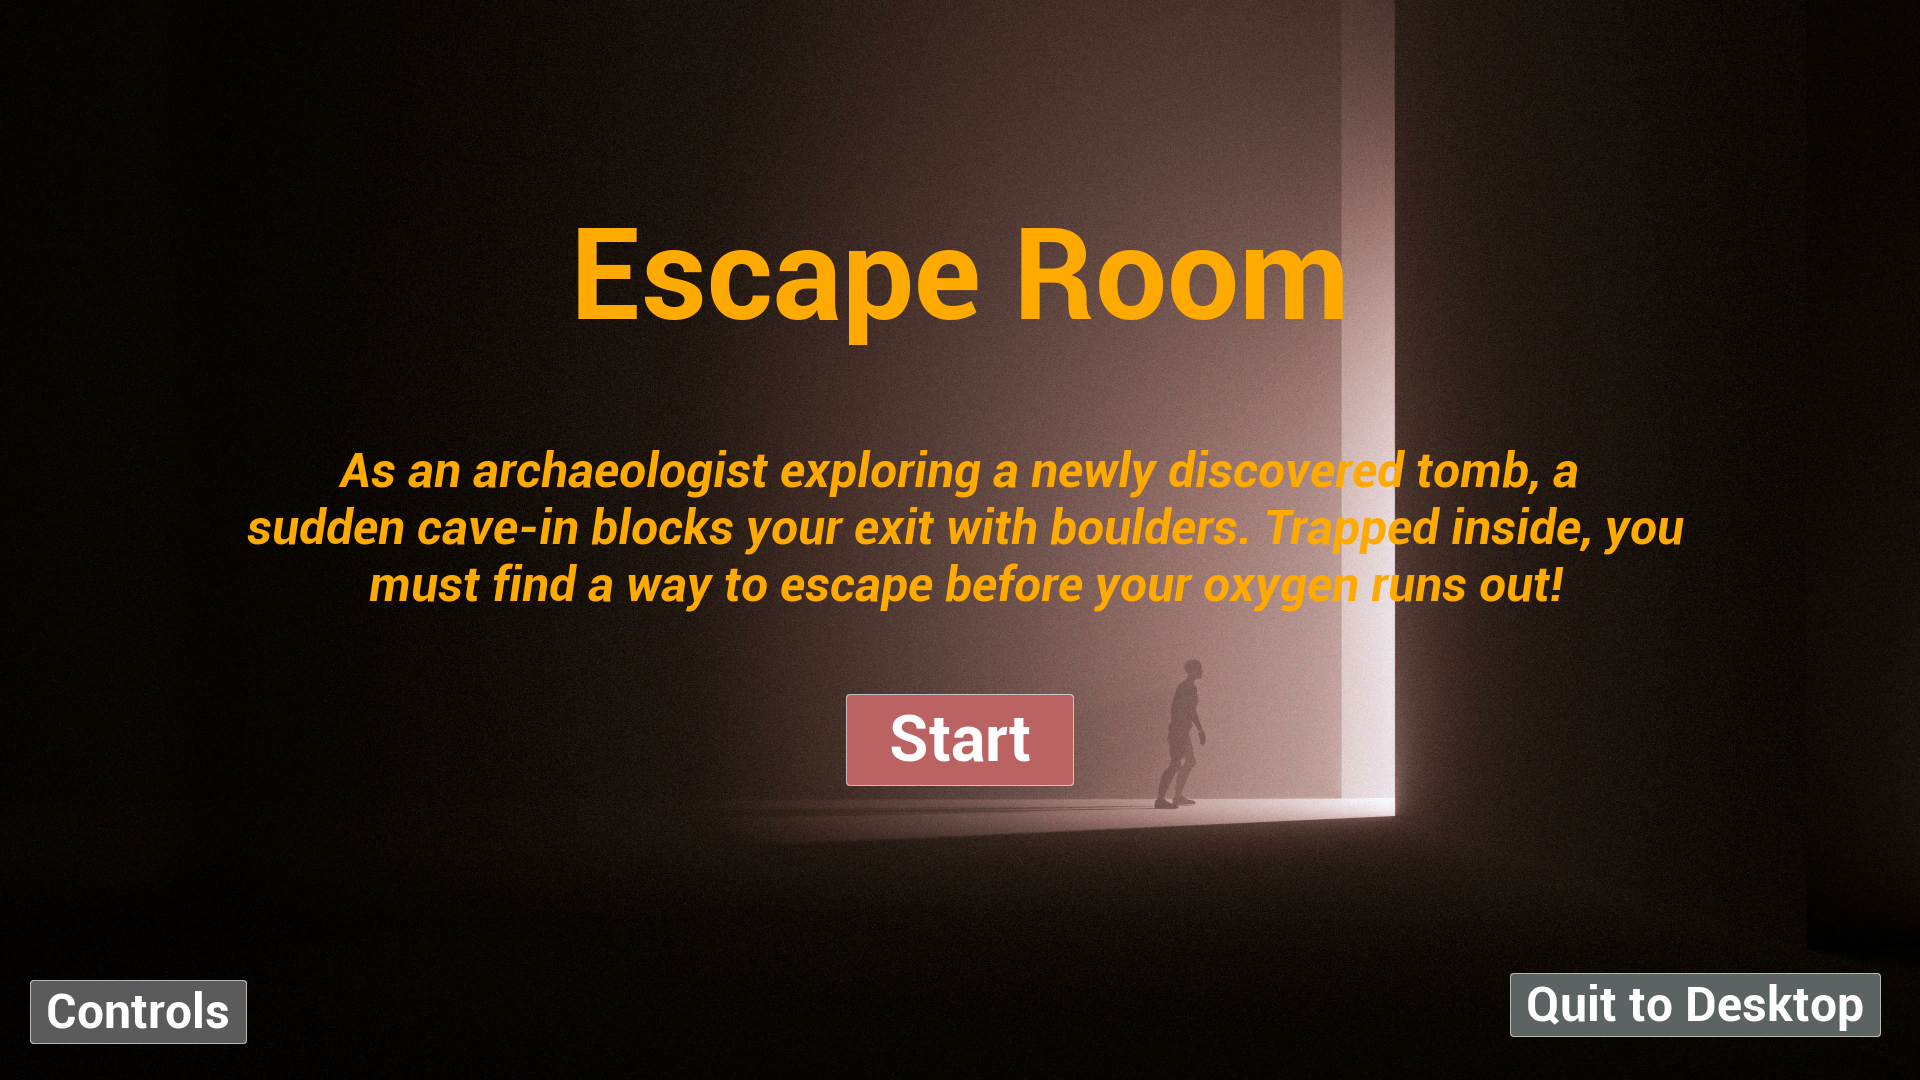 Escape Room
As an archaeologist exploring a newly discovered tomb, a
sudden cave-in blocks your exit with boulders. Trapped inside, you
must find a way to escape before your oxygen runs out!
Start
Controls
Quit to Desktop